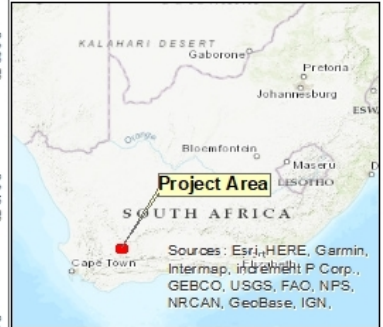 KALAHARI DESERT
Gaborone
Pretoria
Johannesburg
ESW
Orange
Bloemfontein
Maseru
LESOTHO
D
Project Area
SOUTH AFRICA
Cape Town
Sources: Esri, HERE, Garmin,
Intermap, increment P Corp.,
GEBCO, USGS, FAO, NPS,
NRCAN, GeoBase, IGN,